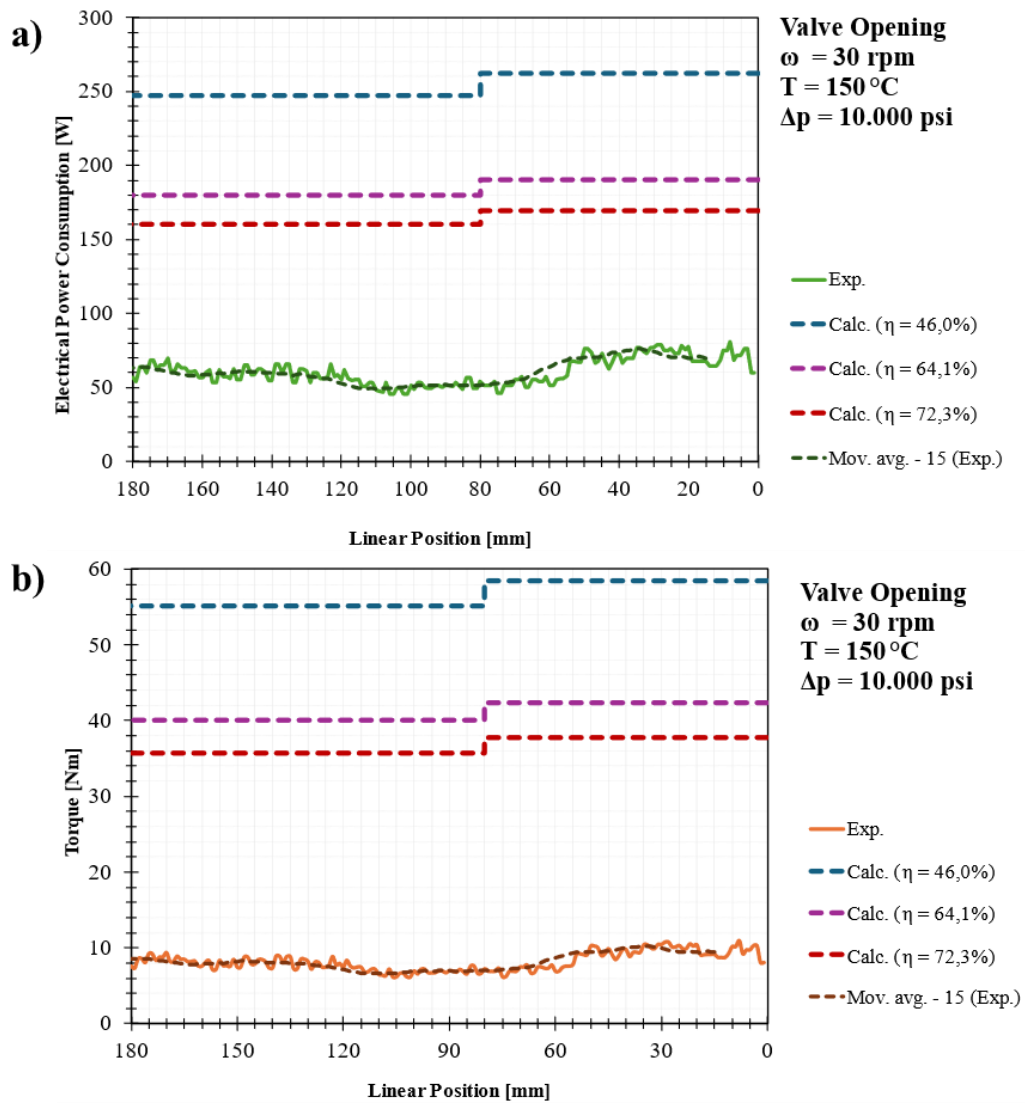 a)
Valve Opening
ω = 30 rpm
T = 150 °C
Δp = 10.000 psi
Electrical Power Consumption [W]
300
250
200
150
100
50
0
180 160 140 120 100 80 60 40 20 0
Linear Position [mm]
Exp.
Calc. (η = 46,0%)
Calc. (η = 64,1%)
Calc. (η = 72,3%)
Mov. avg. - 15 (Exp.)
b)
Valve Opening
ω = 30 rpm
T = 150 °C
Δp = 10.000 psi
Torque [Nm]
60
50
40
30
20
10
0
180 150 120 90 60 30 0
Linear Position [mm]
Exp.
Calc. (η = 46,0%)
Calc. (η = 64,1%)
Calc. (η = 72,3%)
Mov. avg. - 15 (Exp.)